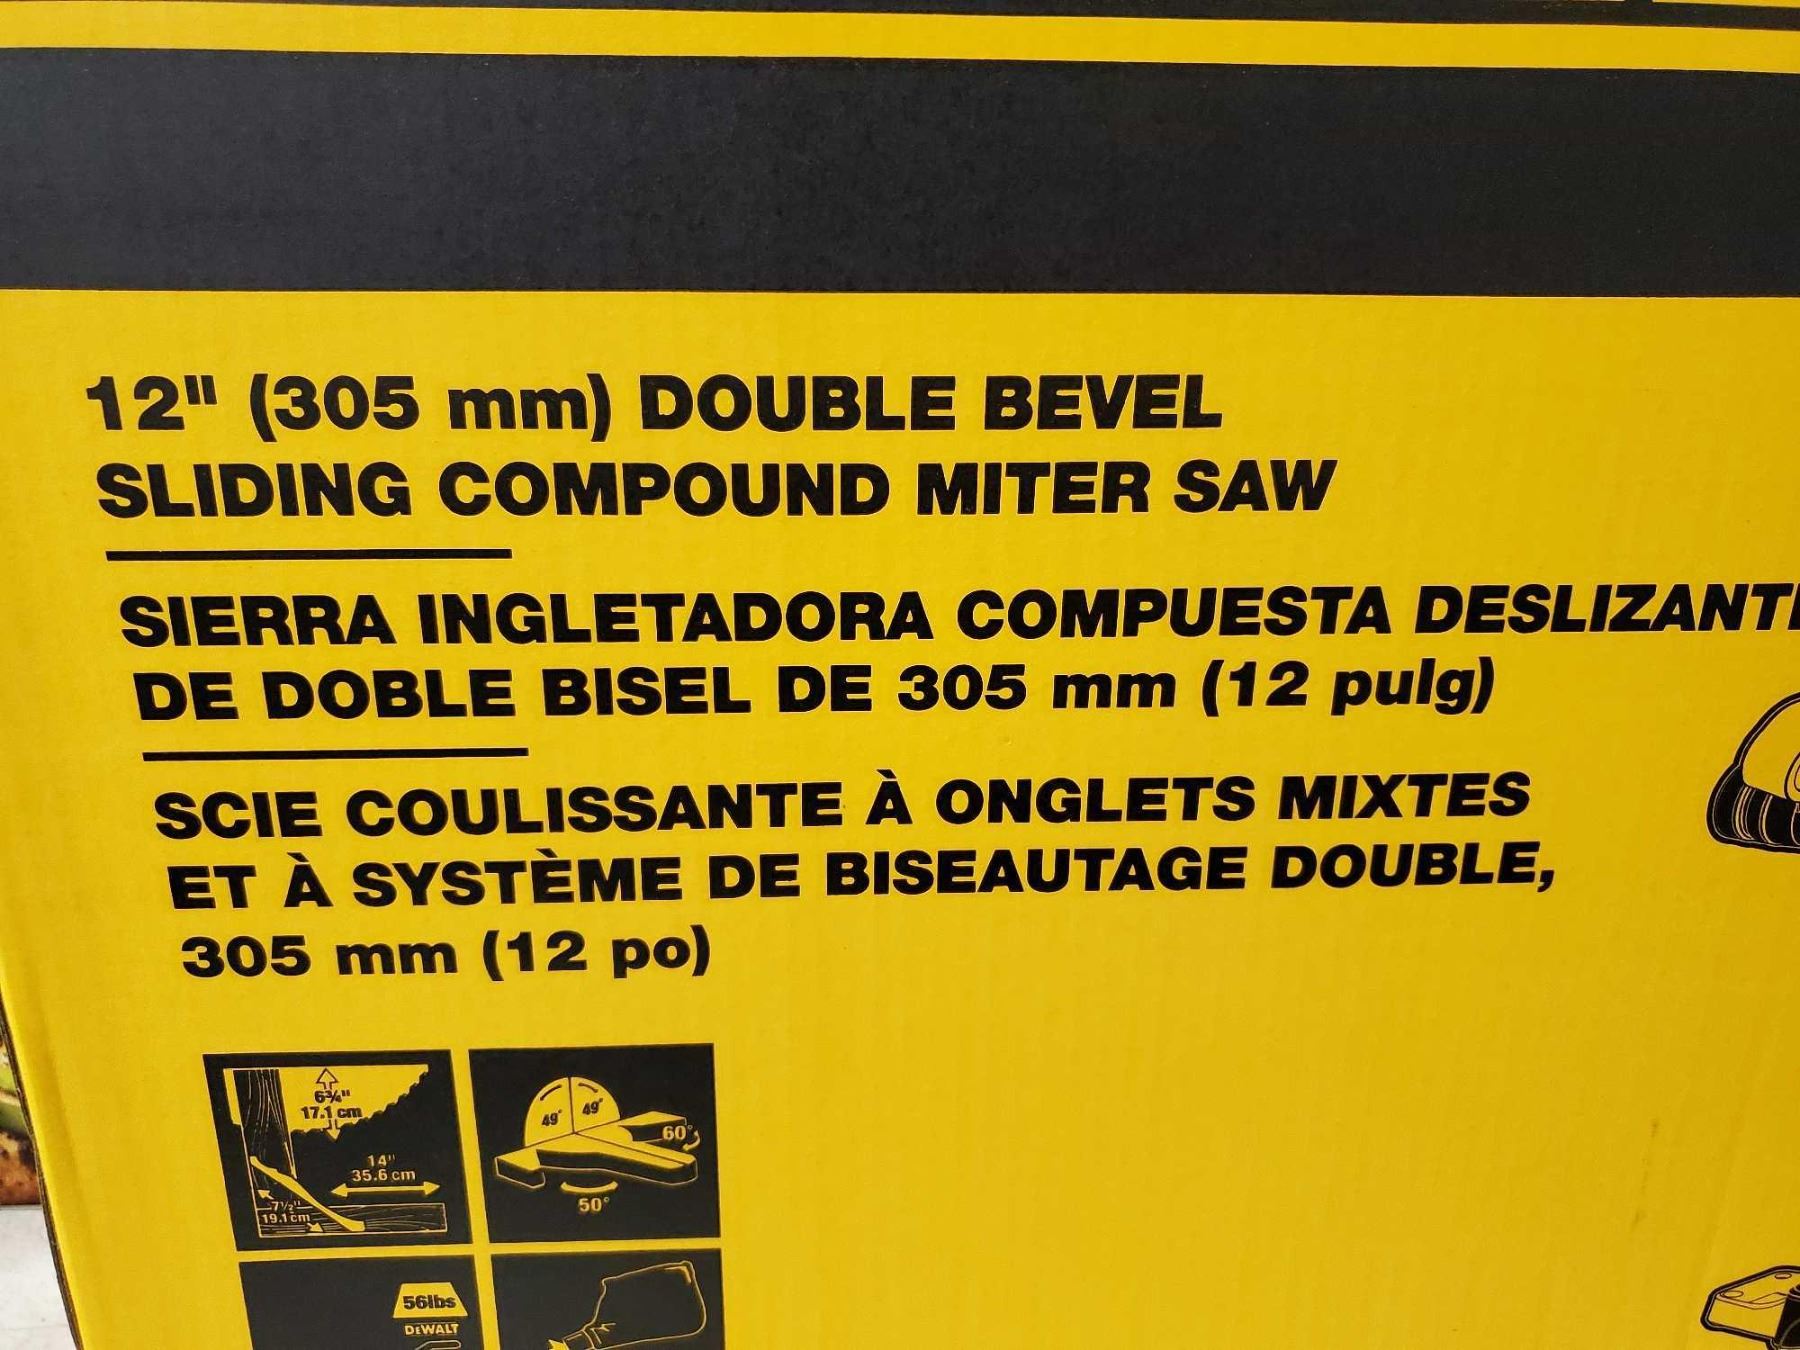 12" (305 mm) DOUBLE BEVEL
SLIDING COMPOUND MITER SAW
SIERRA INGLETADORA COMPUESTA DESLIZANTE
DE DOBLE BISEL DE 305 mm (12 pulg)
SCIE COULISSANTE À ONGLETS MIXTES
ET À SYSTÈME DE BISEAUTAGE DOUBLE,
305 mm (12 po)
6¾"
17.1 cm
14"
35.6 cm
7½"
19.1 cm
49° 49°
60°
50°
56lbs
DEWALT